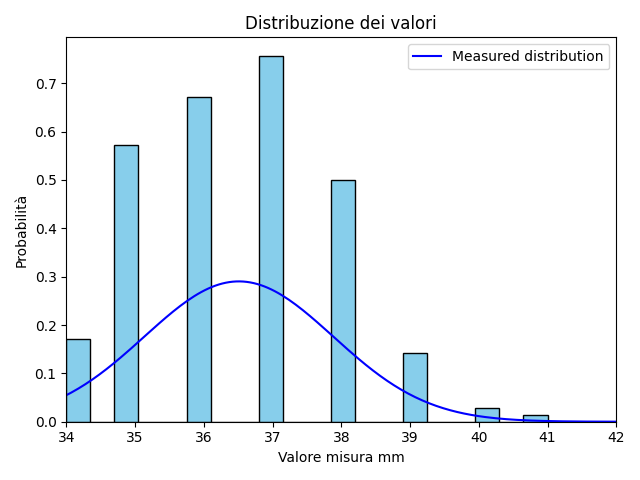 Distribuzione dei valori
Measured distribution
Probabilità
0.7
0.6
0.5
0.4
0.3
0.2
0.1
0.0
34 35 36 37 38 39 40 41 42
Valore misura mm